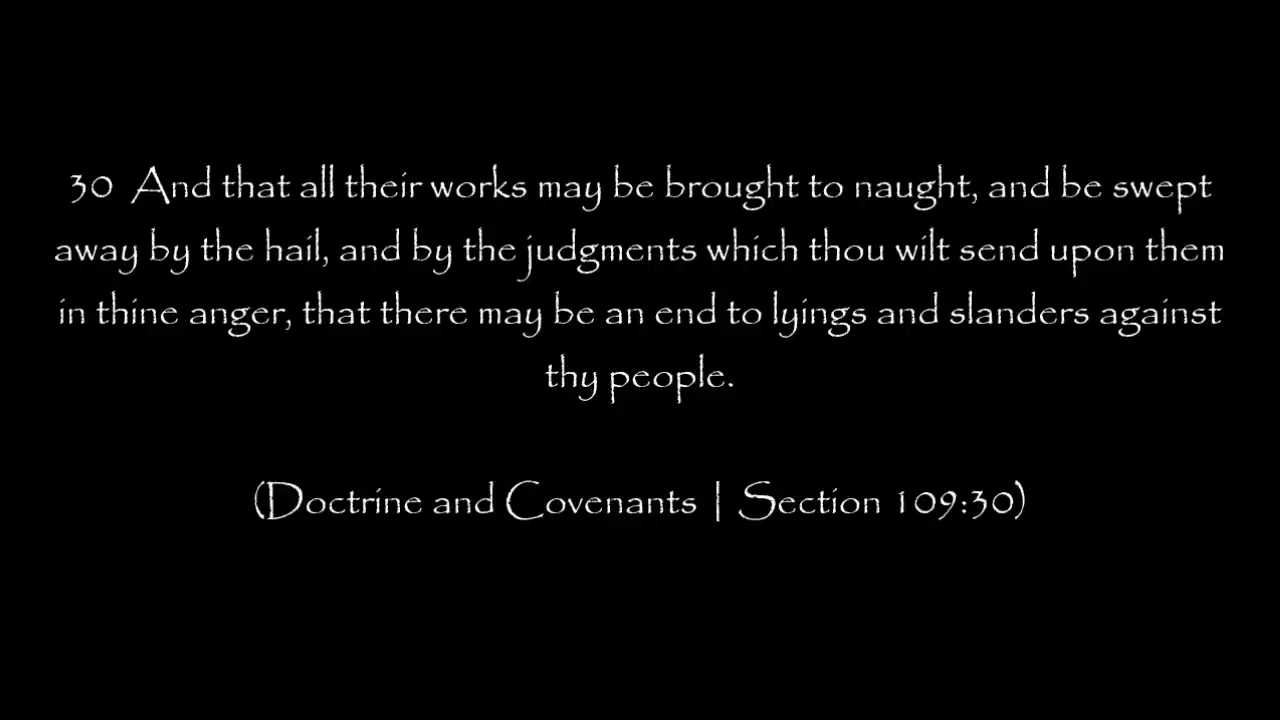 30 And that all their works may be brought to naught, and be swept
away by the hail, and by the judgments which thou wilt send upon them
in thine anger, that there may be an end to lyings and slanders against
thy people.
(Doctrine and Covenants | Section 109:30)